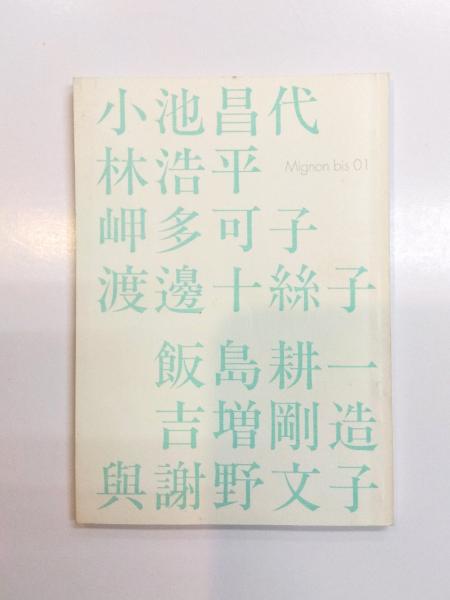 小池昌代
林浩平
Mignon bis 01
岬多可子
渡邊十絲子
飯島耕一
吉増剛造
與謝野文子